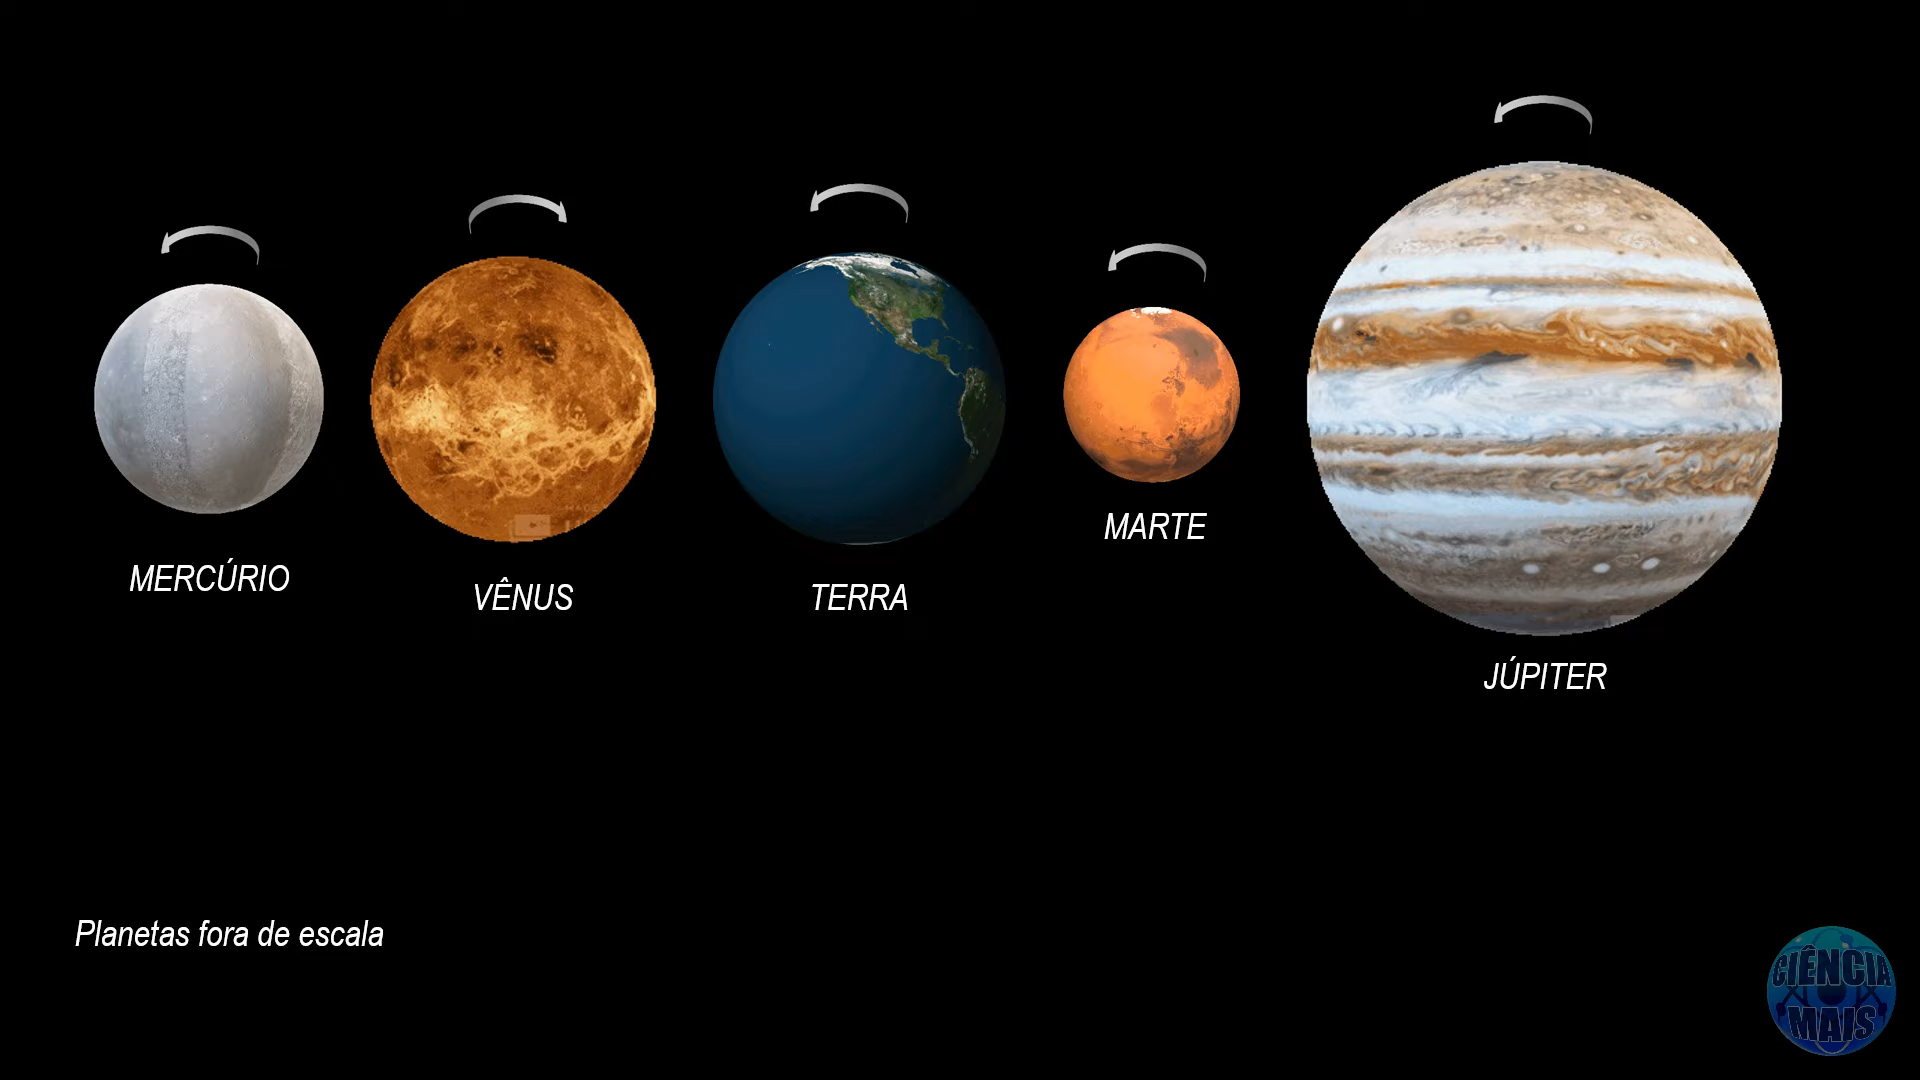 MERCÚRIO
VÊNUS
TERRA
MARTE
JÚPITER
Planetas fora de escala
CIÊNCIA
MAIS